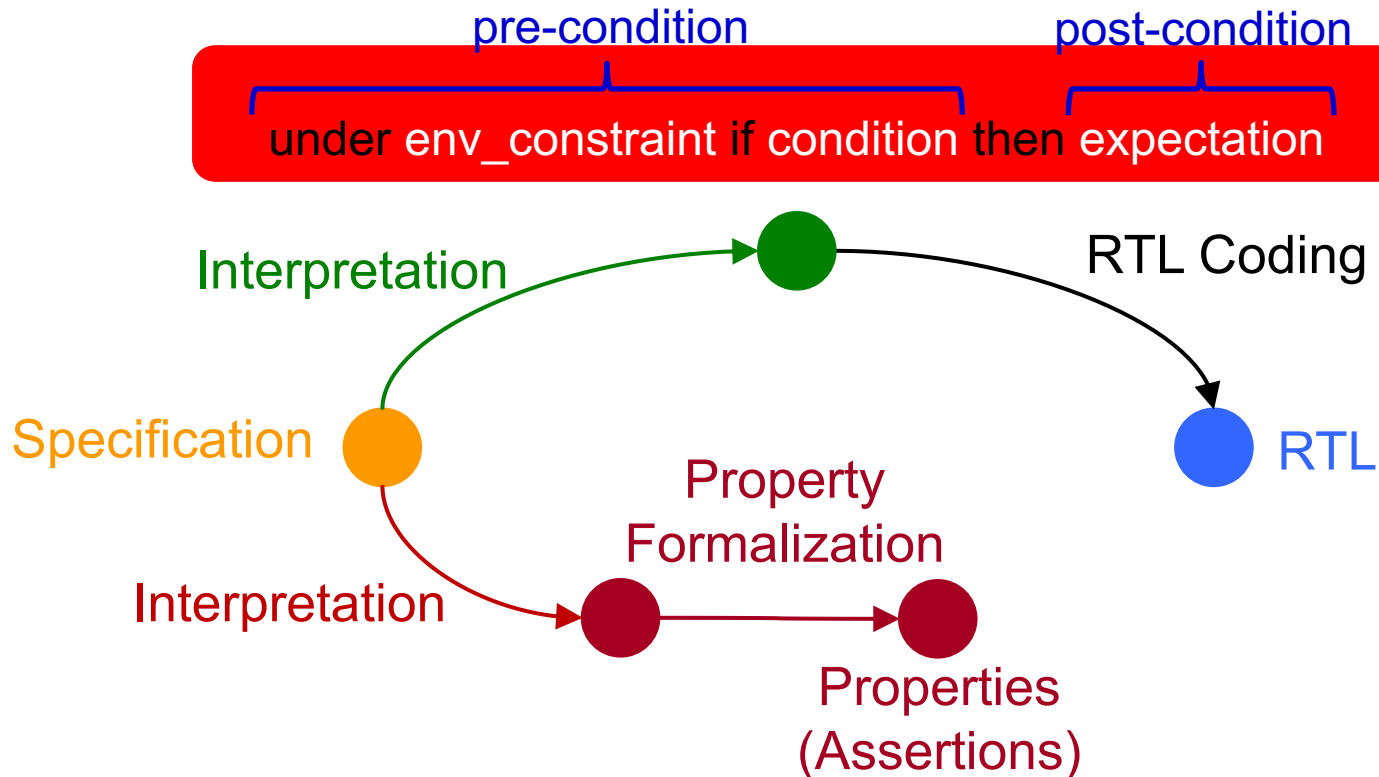 pre-condition
post-condition
under env_constraint if condition then expectation
Interpretation
RTL Coding
Specification
RTL
Property
Formalization
Interpretation
Properties
(Assertions)